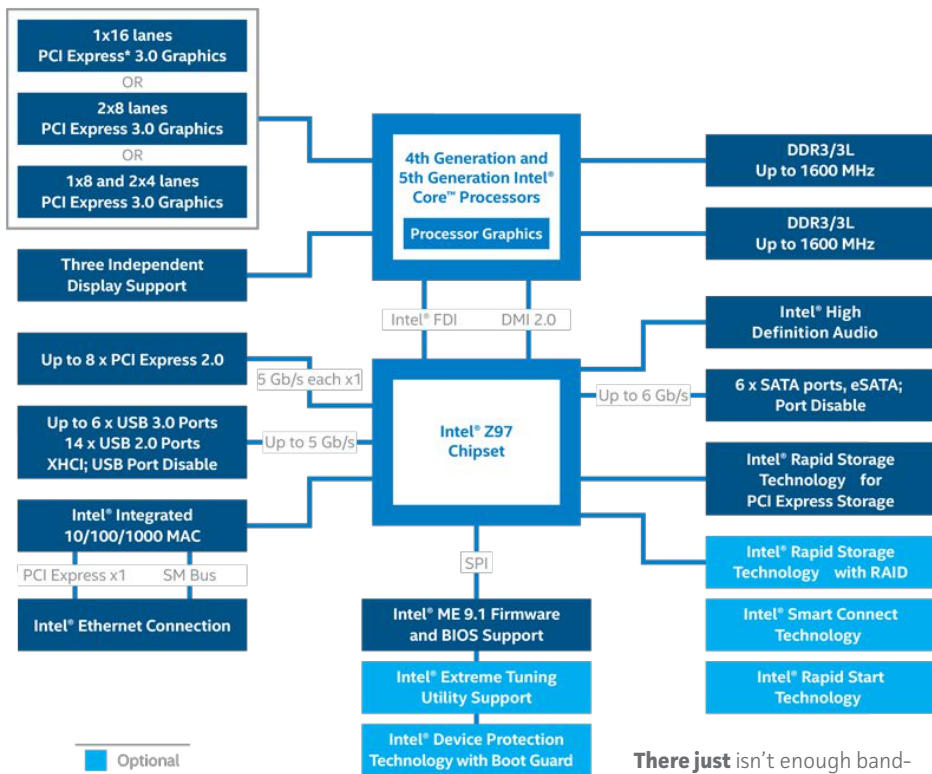 1x16 lanes
PCI Express* 3.0 Graphics
OR
2x8 lanes
PCI Express 3.0 Graphics
OR
1x8 and 2x4 lanes
PCI Express 3.0 Graphics
4th Generation and
5th Generation Intel®
Core™ Processors
Processor Graphics
DDR3/3L
Up to 1600 MHz
DDR3/3L
Up to 1600 MHz
Three Independent
Display Support
Intel® FDI
DMI 2.0
Intel® High
Definition Audio
Up to 8 x PCI Express 2.0
5 Gb/s each x1
Up to 6 Gb/s
6 x SATA ports, eSATA;
Port Disable
Up to 6 x USB 3.0 Ports
14 x USB 2.0 Ports
XHCI; USB Port Disable
Up to 5 Gb/s
Intel® Z97
Chipset
Intel® Rapid Storage
Technology for
PCI Express Storage
Intel® Integrated
10/100/1000 MAC
PCI Express x1
SM Bus
SPI
Intel® Rapid Storage
Technology with RAID
Intel® Ethernet Connection
Intel® ME 9.1 Firmware
and BIOS Support
Intel® Smart Connect
Technology
Intel® Extreme Tuning
Utility Support
Intel® Rapid Start
Technology
Intel® Device Protection
Technology with Boot Guard
Optional
There just isn't enough band-